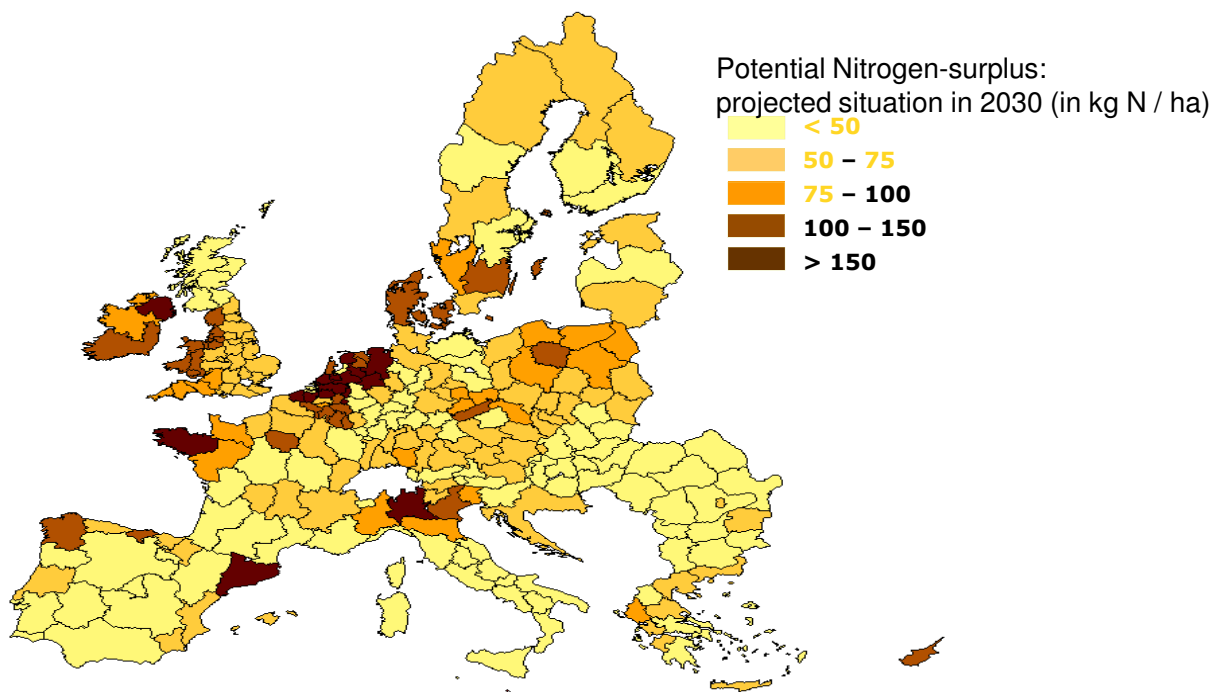 Potential Nitrogen-surplus:
projected situation in 2030 (in kg N / ha)
< 50
50 – 75
75 – 100
100 – 150
> 150